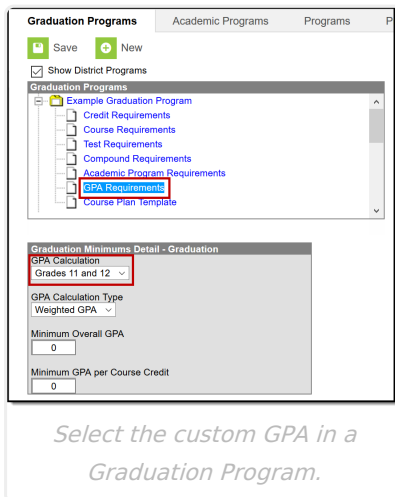 Graduation Programs Academic Programs Programs P
Save New
Show District Programs
Graduation Programs
Example Graduation Program
Credit Requirements
Course Requirements
Test Requirements
Compound Requirements
Academic Program Requirements
GPA Requirements
Course Plan Template
Graduation Minimums Detail - Graduation
GPA Calculation
Grades 11 and 12
GPA Calculation Type
Weighted GPA
Minimum Overall GPA
0
Minimum GPA per Course Credit
0
Select the custom GPA in a
Graduation Program.